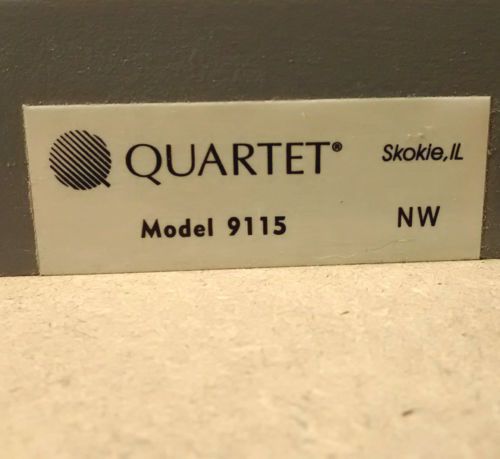 QUARTET® Skokie, IL
Model 9115 NW